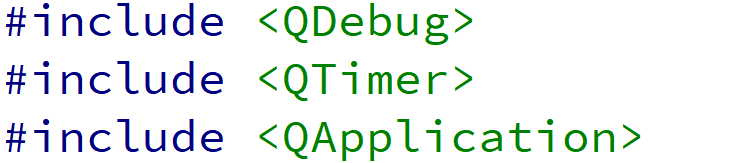 #include <QDebug>
#include <QTimer>
#include <QApplication>